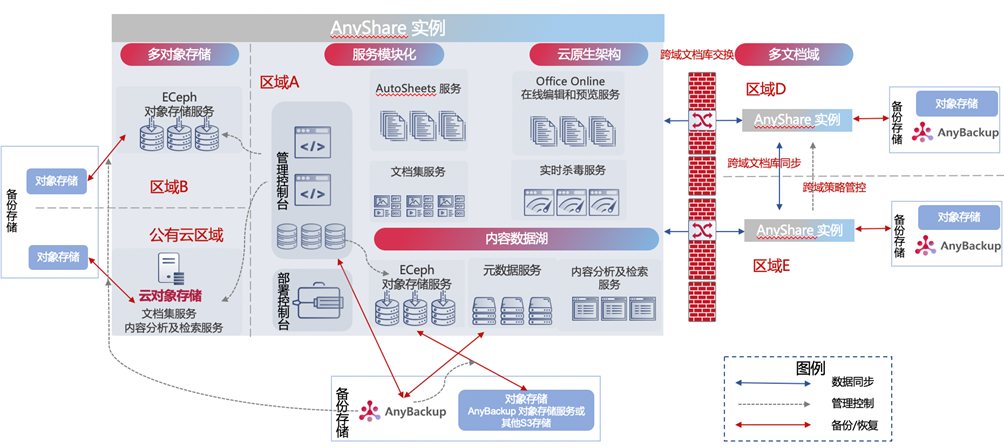 AnyShare 实例
多对象存储
服务模块化
云原生架构
跨域文档库交换
多文档域
区域A
ECeph
对象存储服务
AutoSheets 服务
Office Online
在线编辑和预览服务
区域D
AnyShare 实例
备份存储
对象存储
AnyBackup
</>
管理控制台
备份存储
对象存储
区域B
</>
文档集服务
实时杀毒服务
跨域文档库同步
跨域策略管控
对象存储
公有云区域
云对象存储
文档集服务
内容分析及检索服务
部署控制台
内容数据湖
ECeph
对象存储服务
元数据服务
内容分析及检索
服务
AnyShare 实例
区域E
备份存储
对象存储
AnyBackup
备份存储
AnyBackup
对象存储
AnyBackup 对象存储服务或
其他S3存储
图例
数据同步
管理控制
备份/恢复